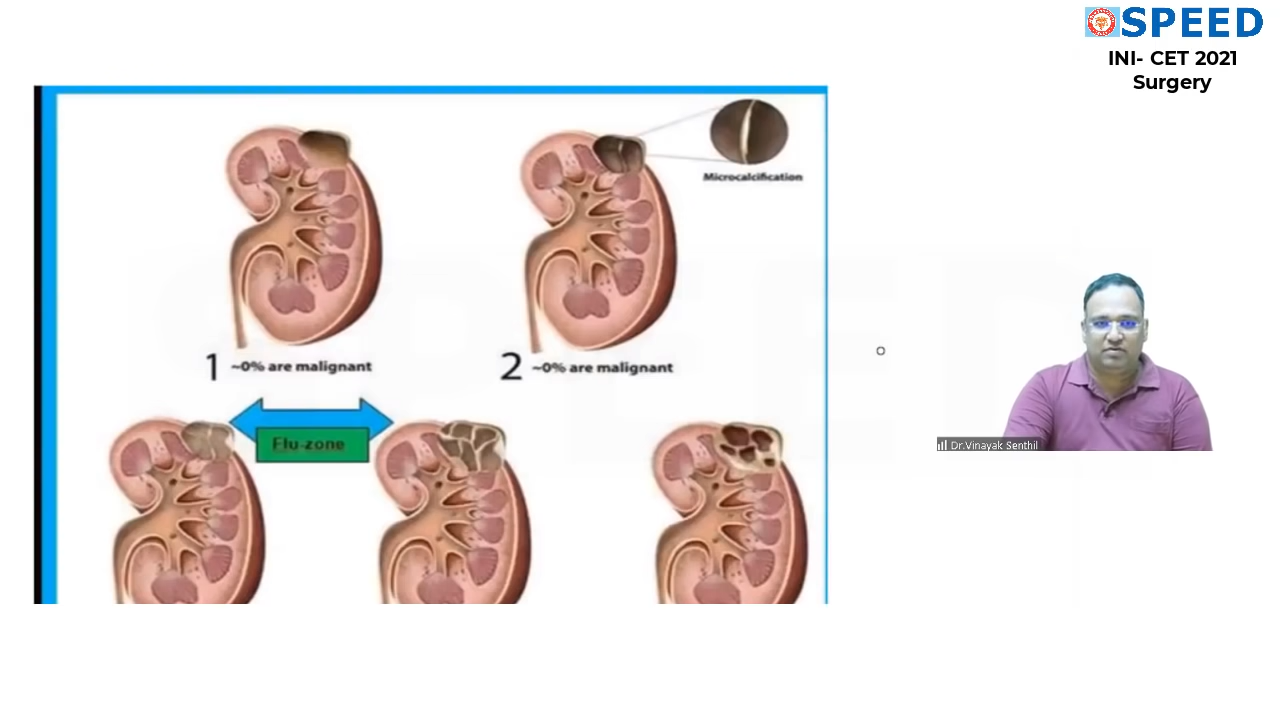 SPEED
INI- CET 2021
Surgery
Microcalcification
1 ~0% are malignant
2 ~0% are malignant
Flu-zone
Dr.Vinayak Senthil